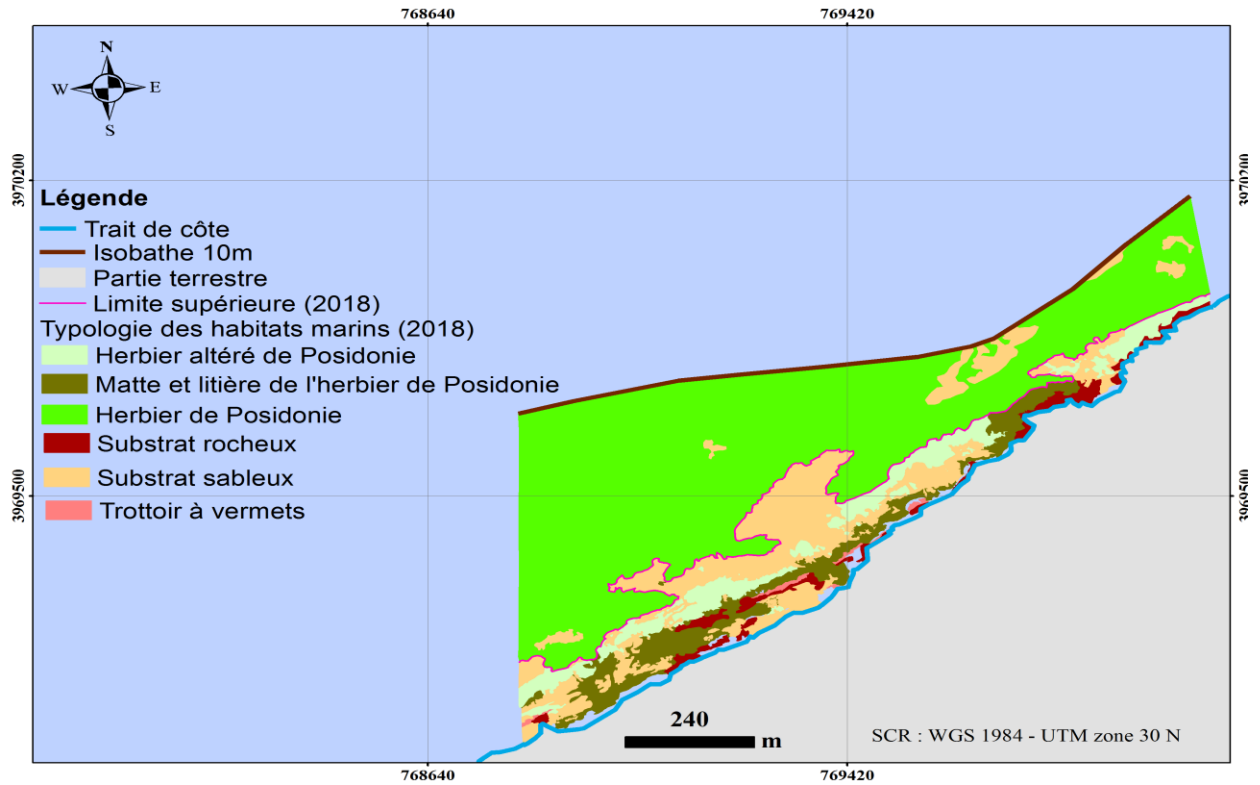 768640
769420
N
W
E
S
3970200
3970200
Légende
Trait de côte
Isobathe 10m
Partie terrestre
Limite supérieure (2018)
Typologie des habitats marins (2018)
Herbier altéré de Posidonie
Matte et litière de l'herbier de Posidonie
Herbier de Posidonie
Substrat rocheux
Substrat sableux
Trottoir à vermets
3969500
3969500
240
m
SCR : WGS 1984 - UTM zone 30 N
768640
769420